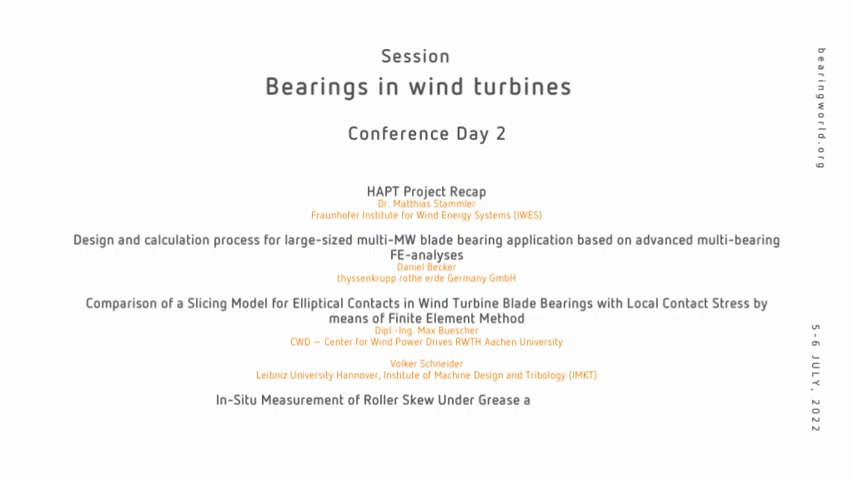 Session
Bearings in wind turbines
Conference Day 2
HAPT Project Recap
Dr. Matthias Stammler
Fraunhofer Institute for Wind Energy Systems (IWES)
Design and calculation process for large-sized multi-MW blade bearing application based on advanced multi-bearing
FE-analyses
Daniel Becker
thyssenkrupp rothe erde Germany GmbH
Comparison of a Slicing Model for Elliptical Contacts in Wind Turbine Blade Bearings with Local Contact Stress by
means of Finite Element Method
Dipl.-Ing. Max Buescher
CWD – Center for Wind Power Drives RWTH Aachen University
Volker Schneider
Leibniz University Hannover, Institute of Machine Design and Tribology (IMKT)
In-Situ Measurement of Roller Skew Under Grease a
bearingworld.org
5-6 JULY, 2022